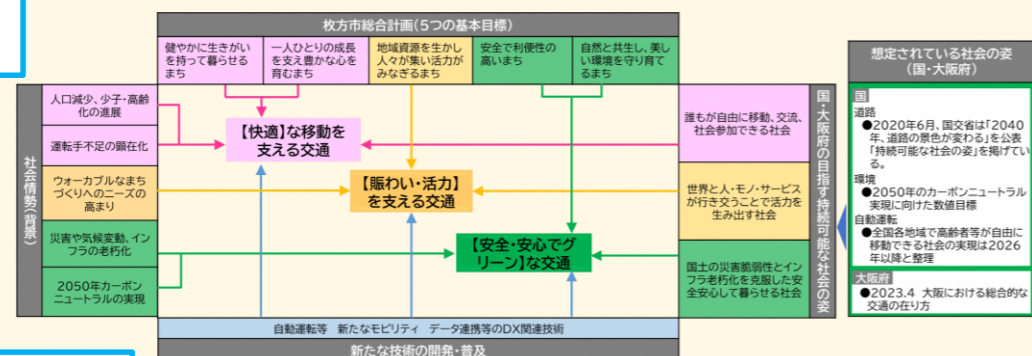 枚方市総合計画(5つの基本目標)
健やかに生きがい
を持って暮らせる
まち
一人ひとりの成長
を支え豊かな心を
育むまち
地域資源を生かし
人々が集い活力が
みなぎるまち
安全で利便性の
高いまち
自然と共生し、美し
い環境を守り育て
るまち
社会情勢(背景)
人口減少、少子・高齢
化の進展
運転手不足の顕在化
ウォーカブルなまち
づくりへのニーズの
高まり
災害や気候変動、イン
フラの老朽化
2050年カーボン
ニュートラルの実現
【快適】な移動を
支える交通
【賑わい・活力】
を支える交通
【安全・安心でグ
リーン】な交通
誰もが自由に移動、交流、
社会参加できる社会
世界と人・モノ・サービス
が行き交うことで活力を
生み出す社会
国土の災害脆弱性とイン
フラ老朽化を克服した安
全安心して暮らせる社会
国・大阪府の目指す持続可能な社会の姿
想定されている社会の姿
(国・大阪府)
国
道路
●2020年6月、国交省は「2040
年、道路の景色が変わる」を公表
「持続可能な社会の姿」を掲げてい
る。
環境
●2050年のカーボンニュートラル
実現に向けた数値目標
自動運転
●全国各地域で高齢者等が自由に
移動できる社会の実現は2026
年以降と整理
大阪府
●2023.4 大阪における総合的な
交通の在り方
自動運転等 新たなモビリティ データ連携等のDX関連技術
新たな技術の開発・普及